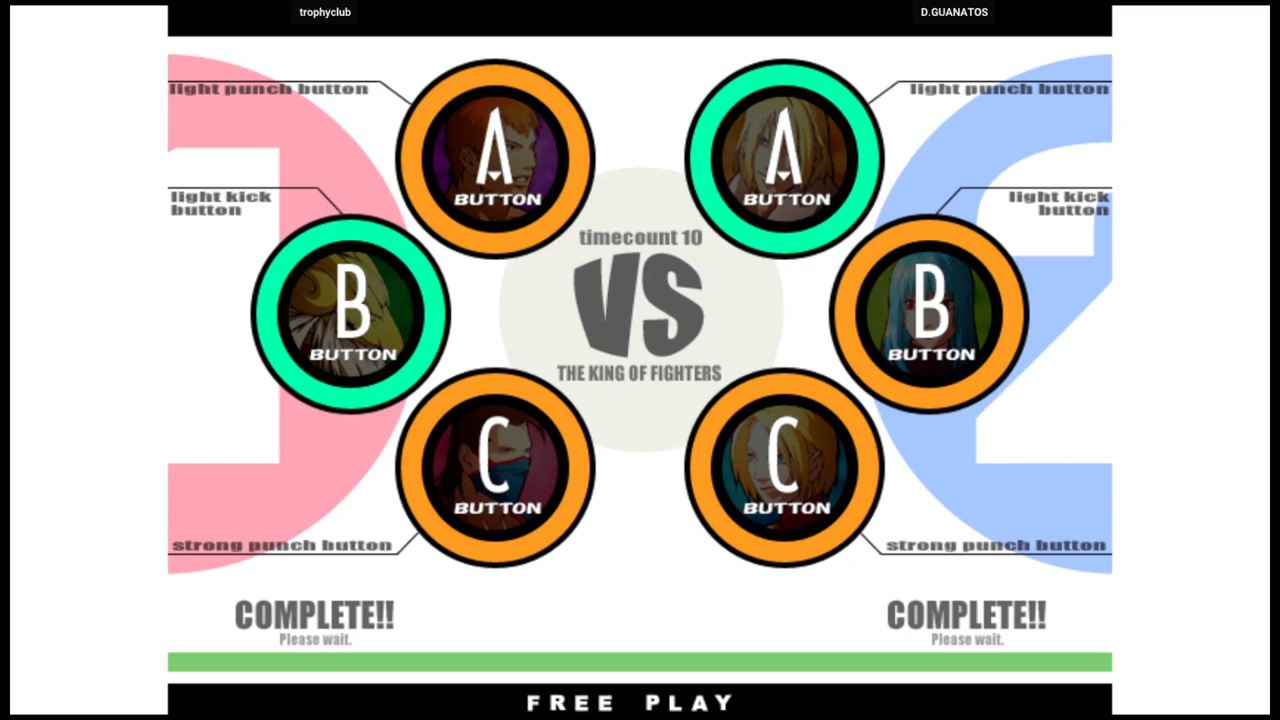 trophyclub
D.GUANATOS
light punch button
light punch button
A
BUTTON
A
BUTTON
light kick
button
light kick
button
timecount 10
VS
THE KING OF FIGHTERS
B
BUTTON
B
BUTTON
C
BUTTON
C
BUTTON
strong punch button
strong punch button
COMPLETE!!
Please wait.
COMPLETE!!
Please wait.
FREE PLAY
1
2